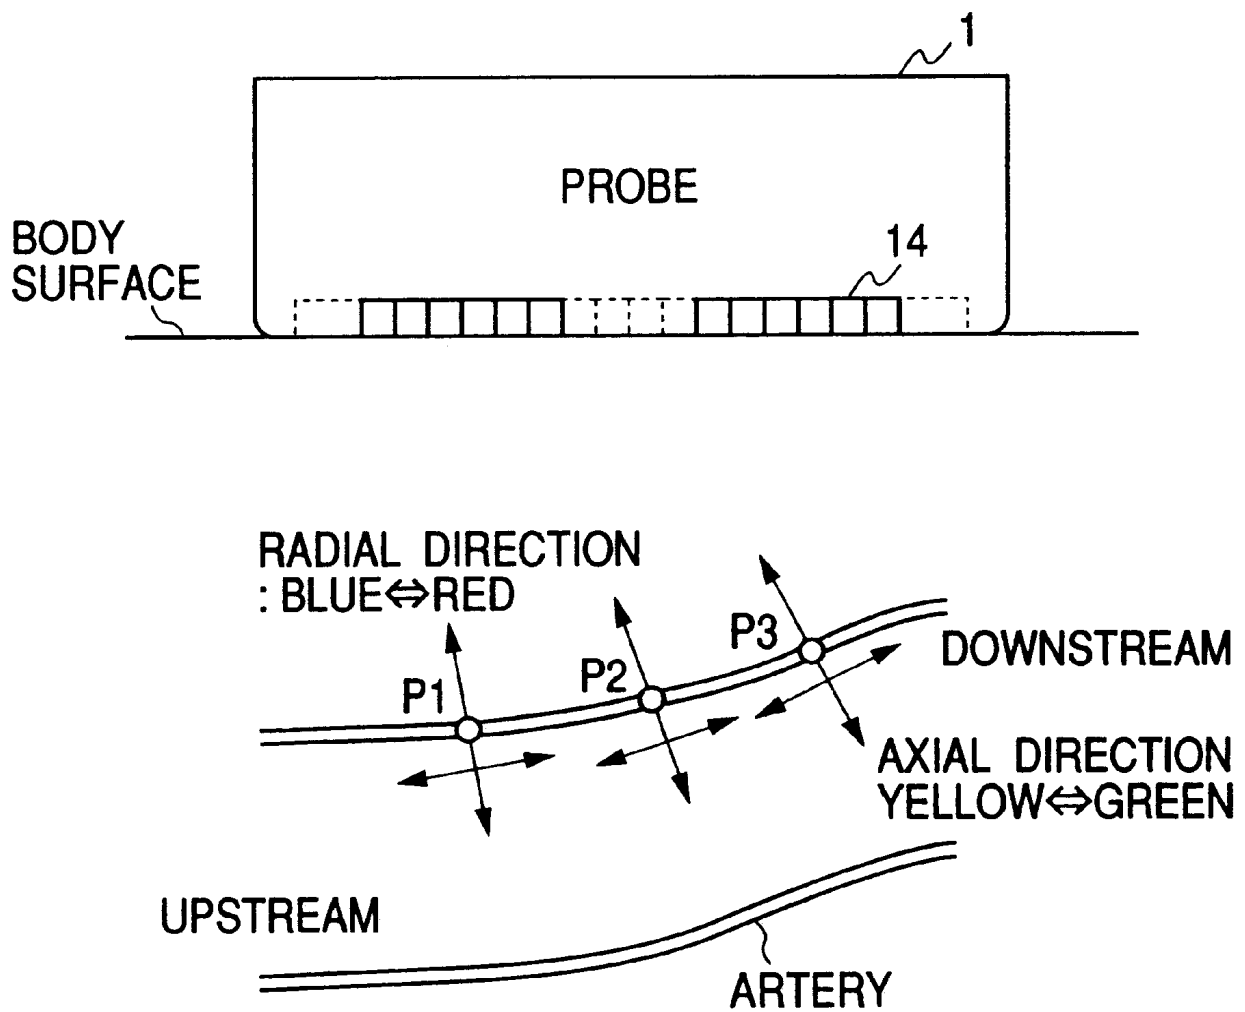 1
PROBE
BODY
SURFACE
14
RADIAL DIRECTION
: BLUE⇔RED
P1
P2
P3
DOWNSTREAM
AXIAL DIRECTION
YELLOW⇔GREEN
UPSTREAM
ARTERY